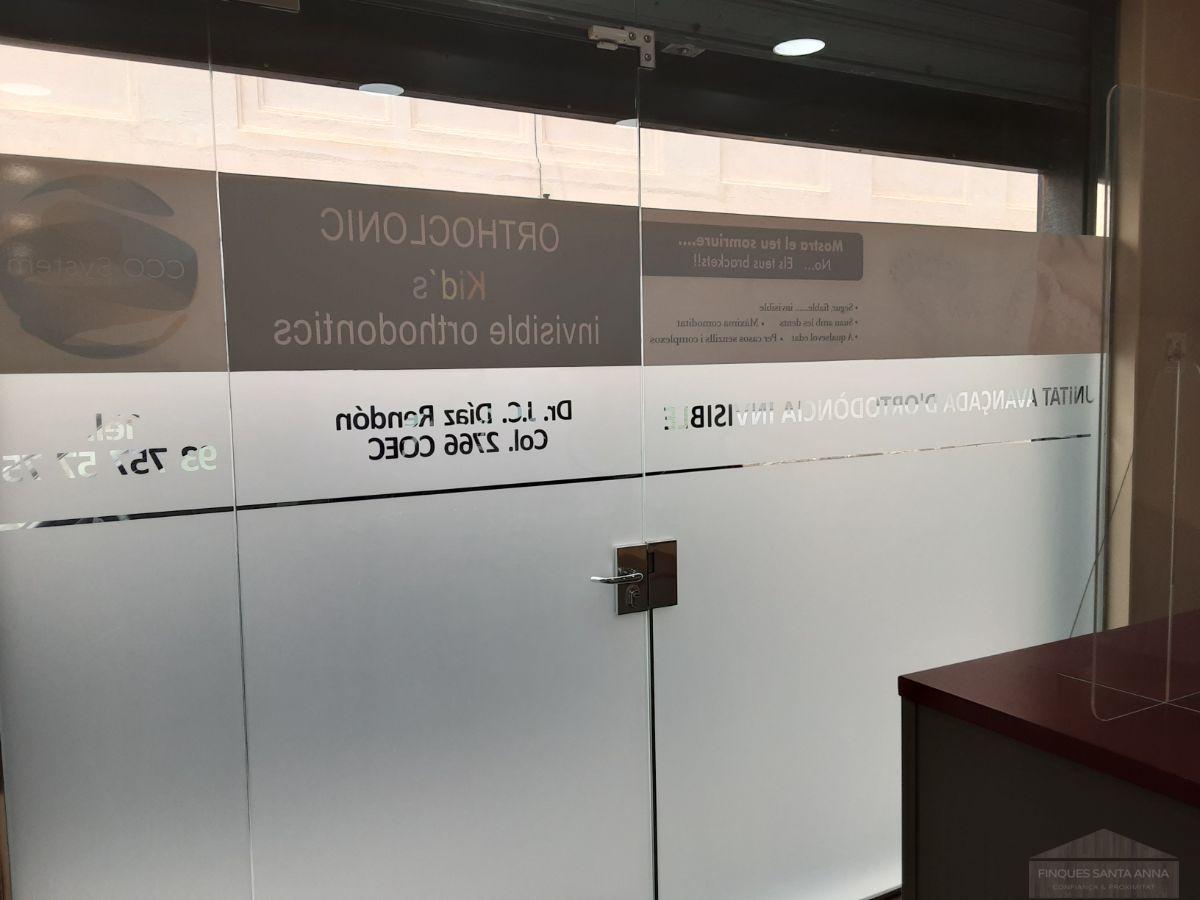 Mostra el teu somriure...
No... Els teus brackets!!
• Segur, fiable....... invisible
• Suau amb les dents • Màxima comoditat
• A qualsevol edat • Per casos senzills i complexos
UNITAT AVANÇADA D'ORTODÒNCIA INVISIBLE
ORTHOCLONIC
Kid's
invisible orthodontics
Dr. J.C. Díaz Rendón
Col. 2766 COEC
CCO System
Tel.
93 757 57 75
FINQUES SANTA ANNA
CONFIANÇA & PROXIMITAT